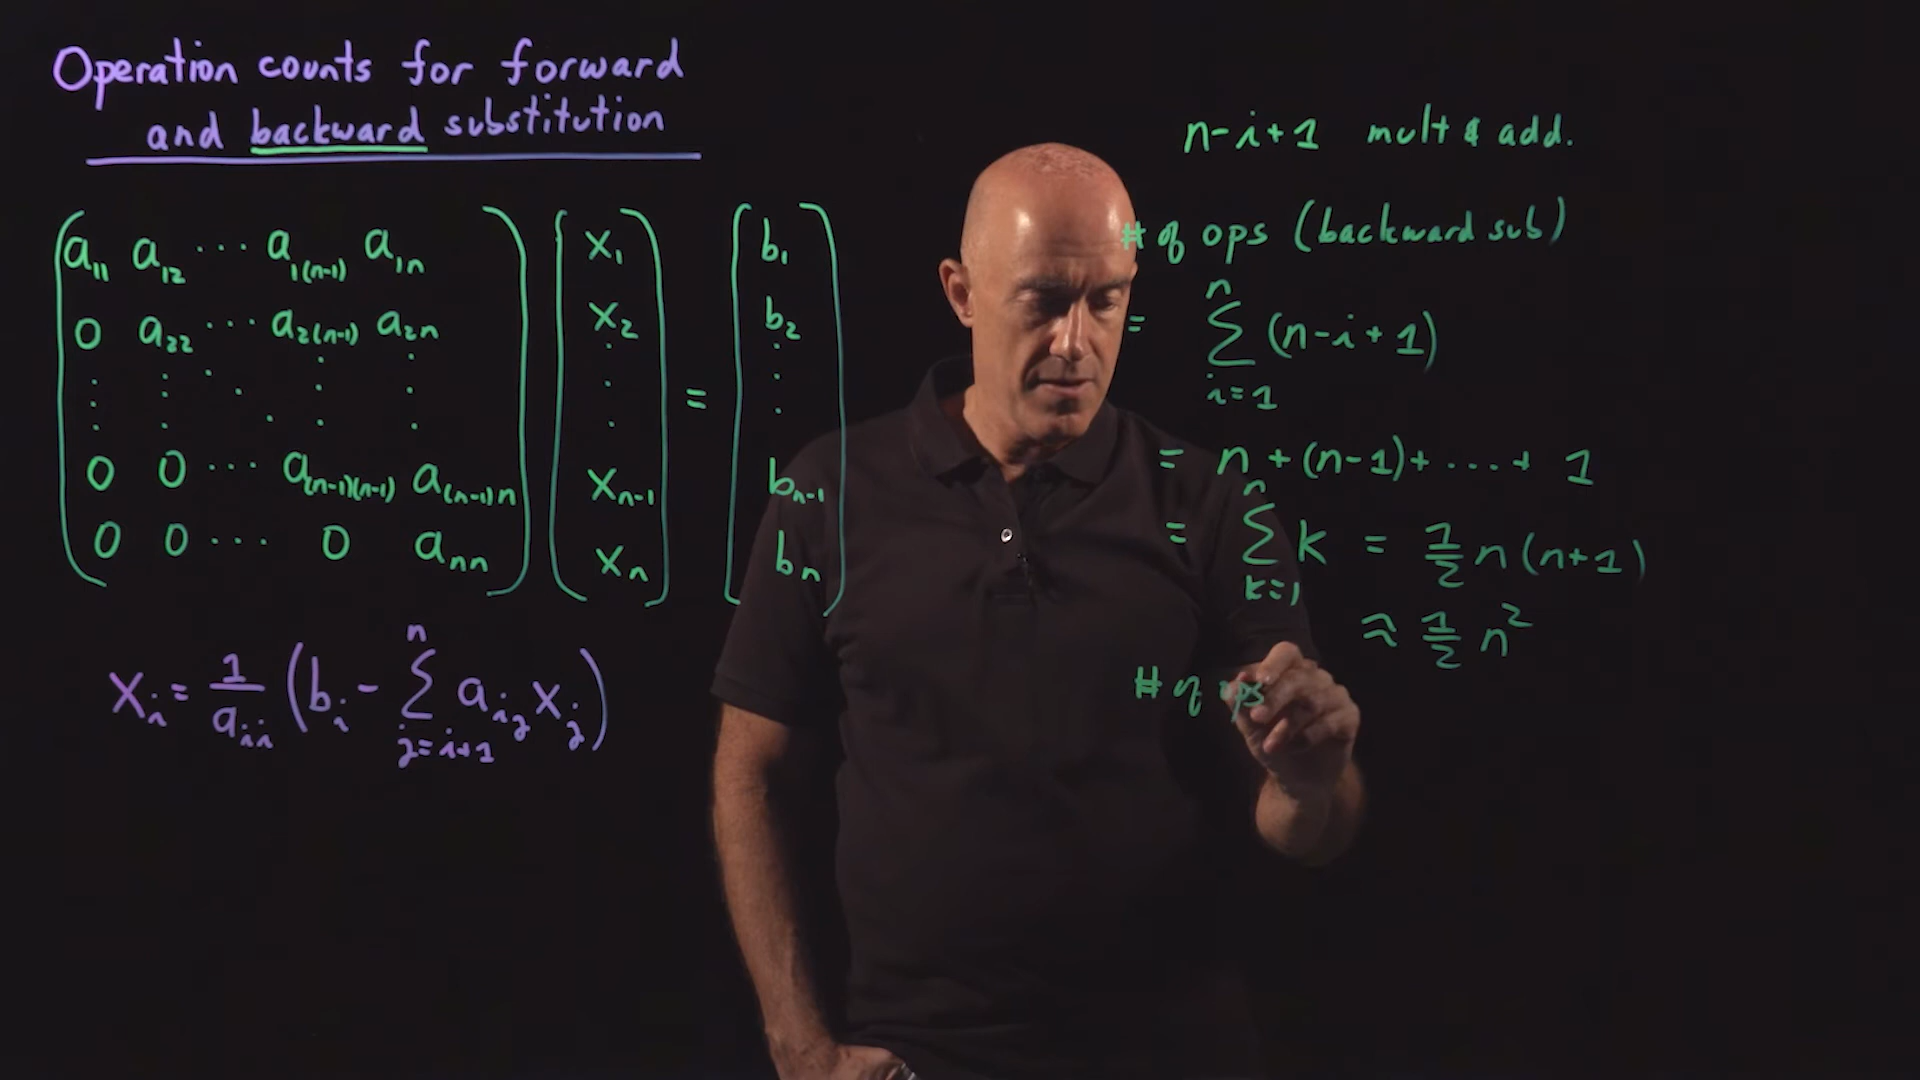 Operation counts for forward
and backward substitution
a₁₁ a₁₂ ⋯ a₁₍ₙ₋₁₎ a₁ₙ
0 a₂₂ ⋯ a₂₍ₙ₋₁₎ a₂ₙ
0 0 ⋯ a₍ₙ₋₁₎₍ₙ₋₁₎ a₍ₙ₋₁₎ₙ
0 0 ⋯ 0 aₙₙ
x₁
x₂
xₙ₋₁
xₙ
=
b₁
b₂
bₙ₋₁
bₙ
xᵢ = 1/aᵢᵢ (bᵢ - Σ_{j=i+1}^{n} aᵢⱼ xⱼ)
n-i+1 mult & add.
# of ops (backward sub)
= Σ_{i=1}^{n} (n-i+1)
= n + (n-1) + ⋯ + 1
= Σ_{k=1}^{n} k = 1/2 n(n+1)
≈ 1/2 n²
# of ops